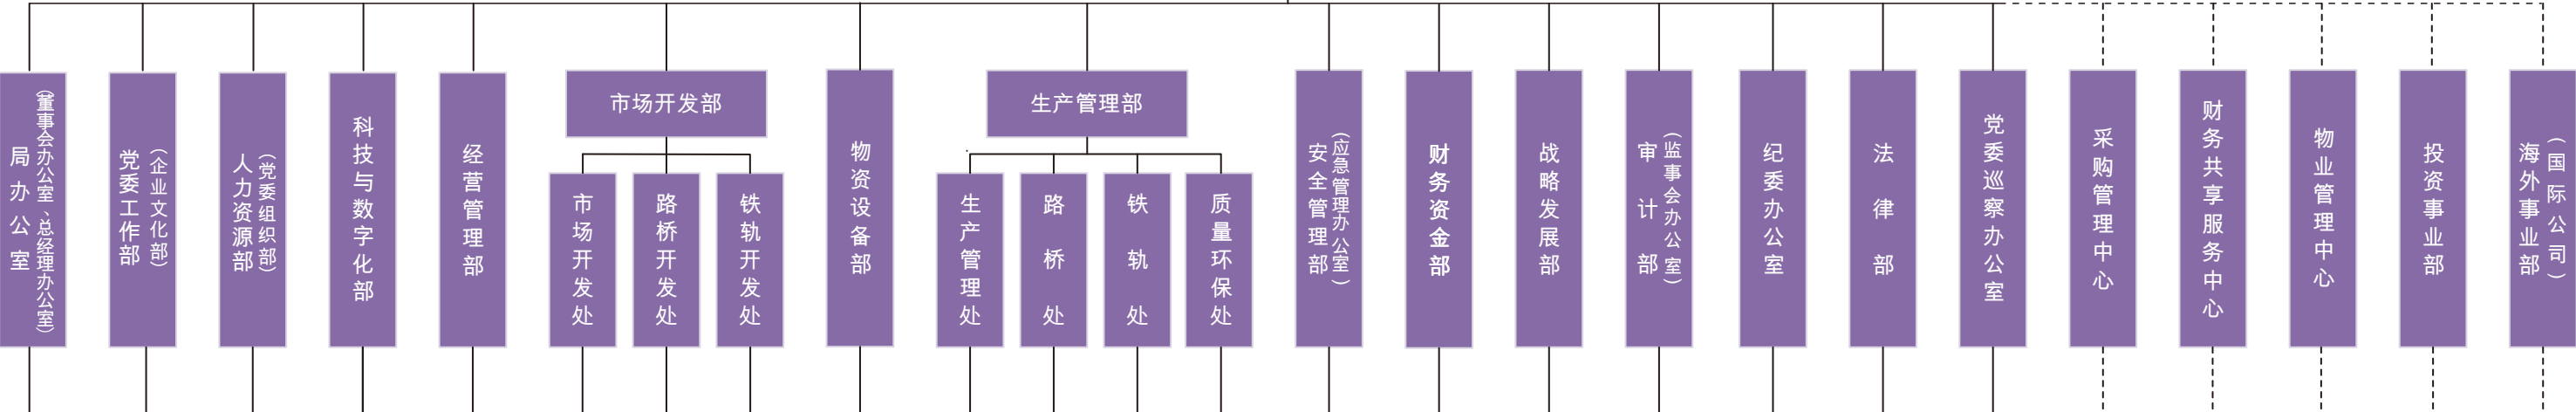 局办公室
（董事会办公室、总经理办公室）
党委工作部
（企业文化部）
人力资源部
（党委组织部）
科技与数字化部
经营管理部
市场开发部
市场开发处
路桥开发处
铁轨开发处
物资设备部
生产管理部
生产管理处
路桥处
铁轨处
质量环保处
安全管理部
（应急管理办公室）
财务资金部
战略发展部
审计部
（监事会办公室）
纪委办公室
法律部
党委巡察办公室
采购管理中心
财务共享服务中心
物业管理中心
投资事业部
海外事业部
（国际公司）